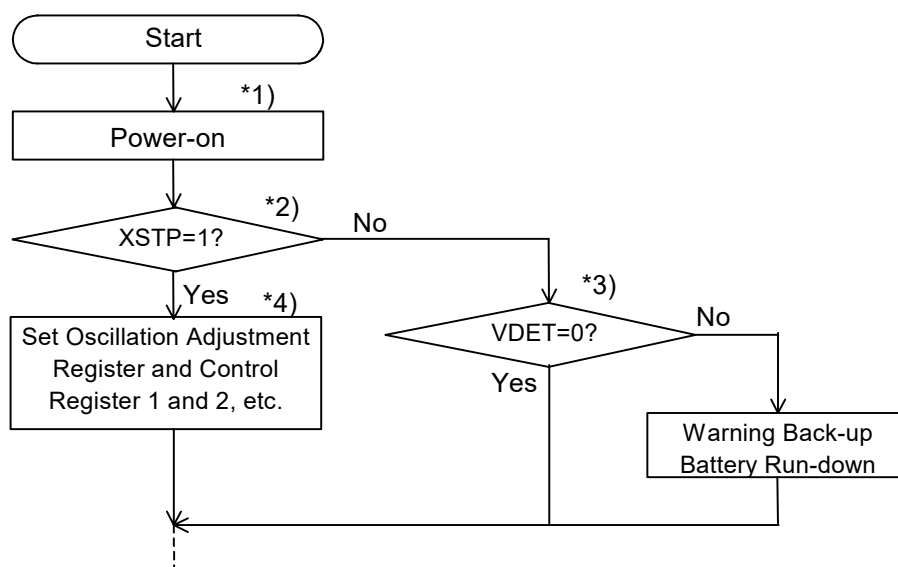 Start
*1)
Power-on
*2)
XSTP=1?
No
Yes
*4)
Set Oscillation Adjustment
Register and Control
Register 1 and 2, etc.
*3)
VDET=0?
No
Yes
Warning Back-up
Battery Run-down